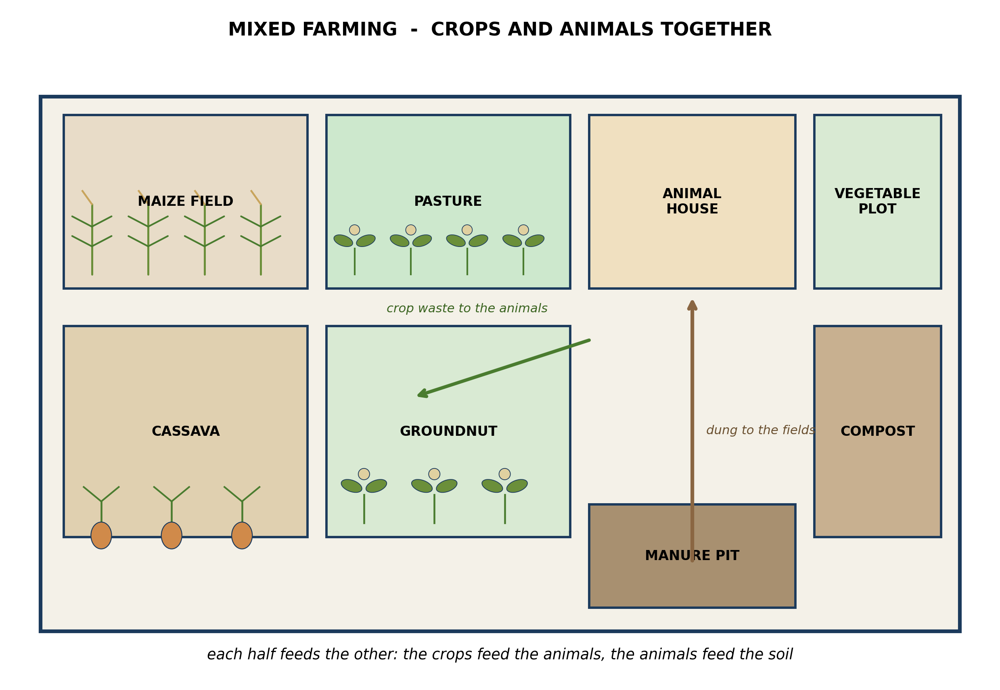 MIXED FARMING - CROPS AND ANIMALS TOGETHER
MAIZE FIELD
PASTURE
ANIMAL
HOUSE
VEGETABLE
PLOT
crop waste to the animals
CASSAVA
GROUNDNUT
dung to the fields
COMPOST
MANURE PIT
each half feeds the other: the crops feed the animals, the animals feed the soil